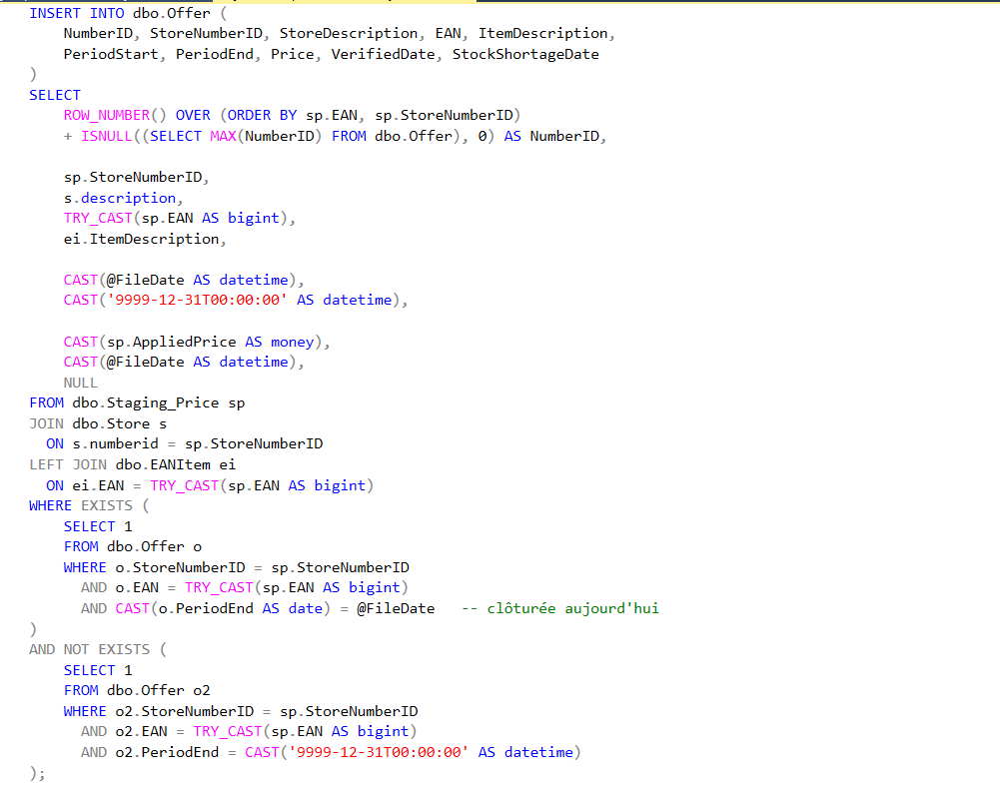 INSERT INTO dbo.Offer (
    NumberID, StoreNumberID, StoreDescription, EAN, ItemDescription,
    PeriodStart, PeriodEnd, Price, VerifiedDate, StockShortageDate
)
SELECT
    ROW_NUMBER() OVER (ORDER BY sp.EAN, sp.StoreNumberID)
    + ISNULL((SELECT MAX(NumberID) FROM dbo.Offer), 0) AS NumberID,
    sp.StoreNumberID,
    s.description,
    TRY_CAST(sp.EAN AS bigint),
    ei.ItemDescription,
    CAST(@FileDate AS datetime),
    CAST('9999-12-31T00:00:00' AS datetime),
    CAST(sp.AppliedPrice AS money),
    CAST(@FileDate AS datetime),
    NULL
FROM dbo.Staging_Price sp
JOIN dbo.Store s
  ON s.numberid = sp.StoreNumberID
LEFT JOIN dbo.EANItem ei
  ON ei.EAN = TRY_CAST(sp.EAN AS bigint)
WHERE EXISTS (
    SELECT 1
    FROM dbo.Offer o
    WHERE o.StoreNumberID = sp.StoreNumberID
      AND o.EAN = TRY_CAST(sp.EAN AS bigint)
      AND CAST(o.PeriodEnd AS date) = @FileDate   -- clôturée aujourd'hui
)
AND NOT EXISTS (
    SELECT 1
    FROM dbo.Offer o2
    WHERE o2.StoreNumberID = sp.StoreNumberID
      AND o2.EAN = TRY_CAST(sp.EAN AS bigint)
      AND o2.PeriodEnd = CAST('9999-12-31T00:00:00' AS datetime)
);